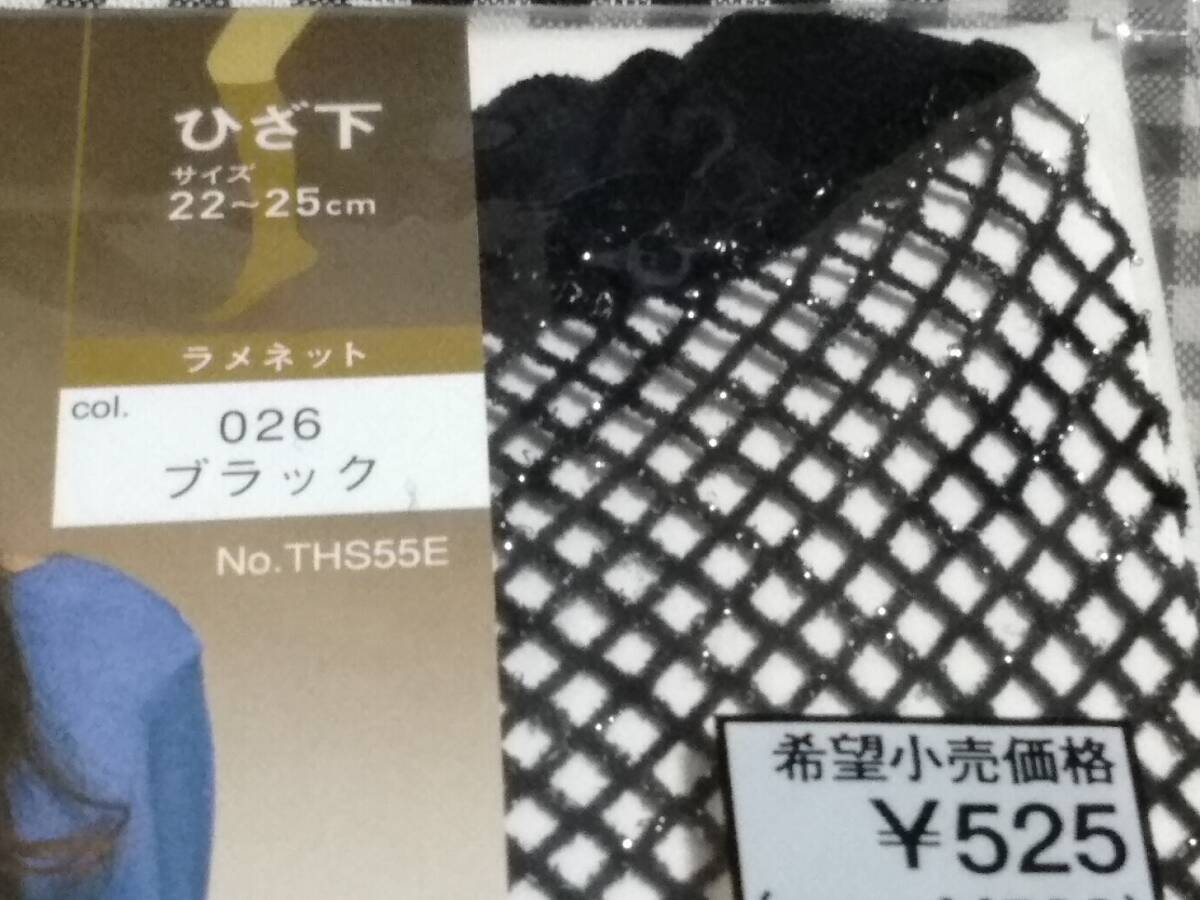 ひざ下
サイズ
22~25cm
ラメネット
col.
026
ブラック
No.THS55E
希望小売価格
¥525